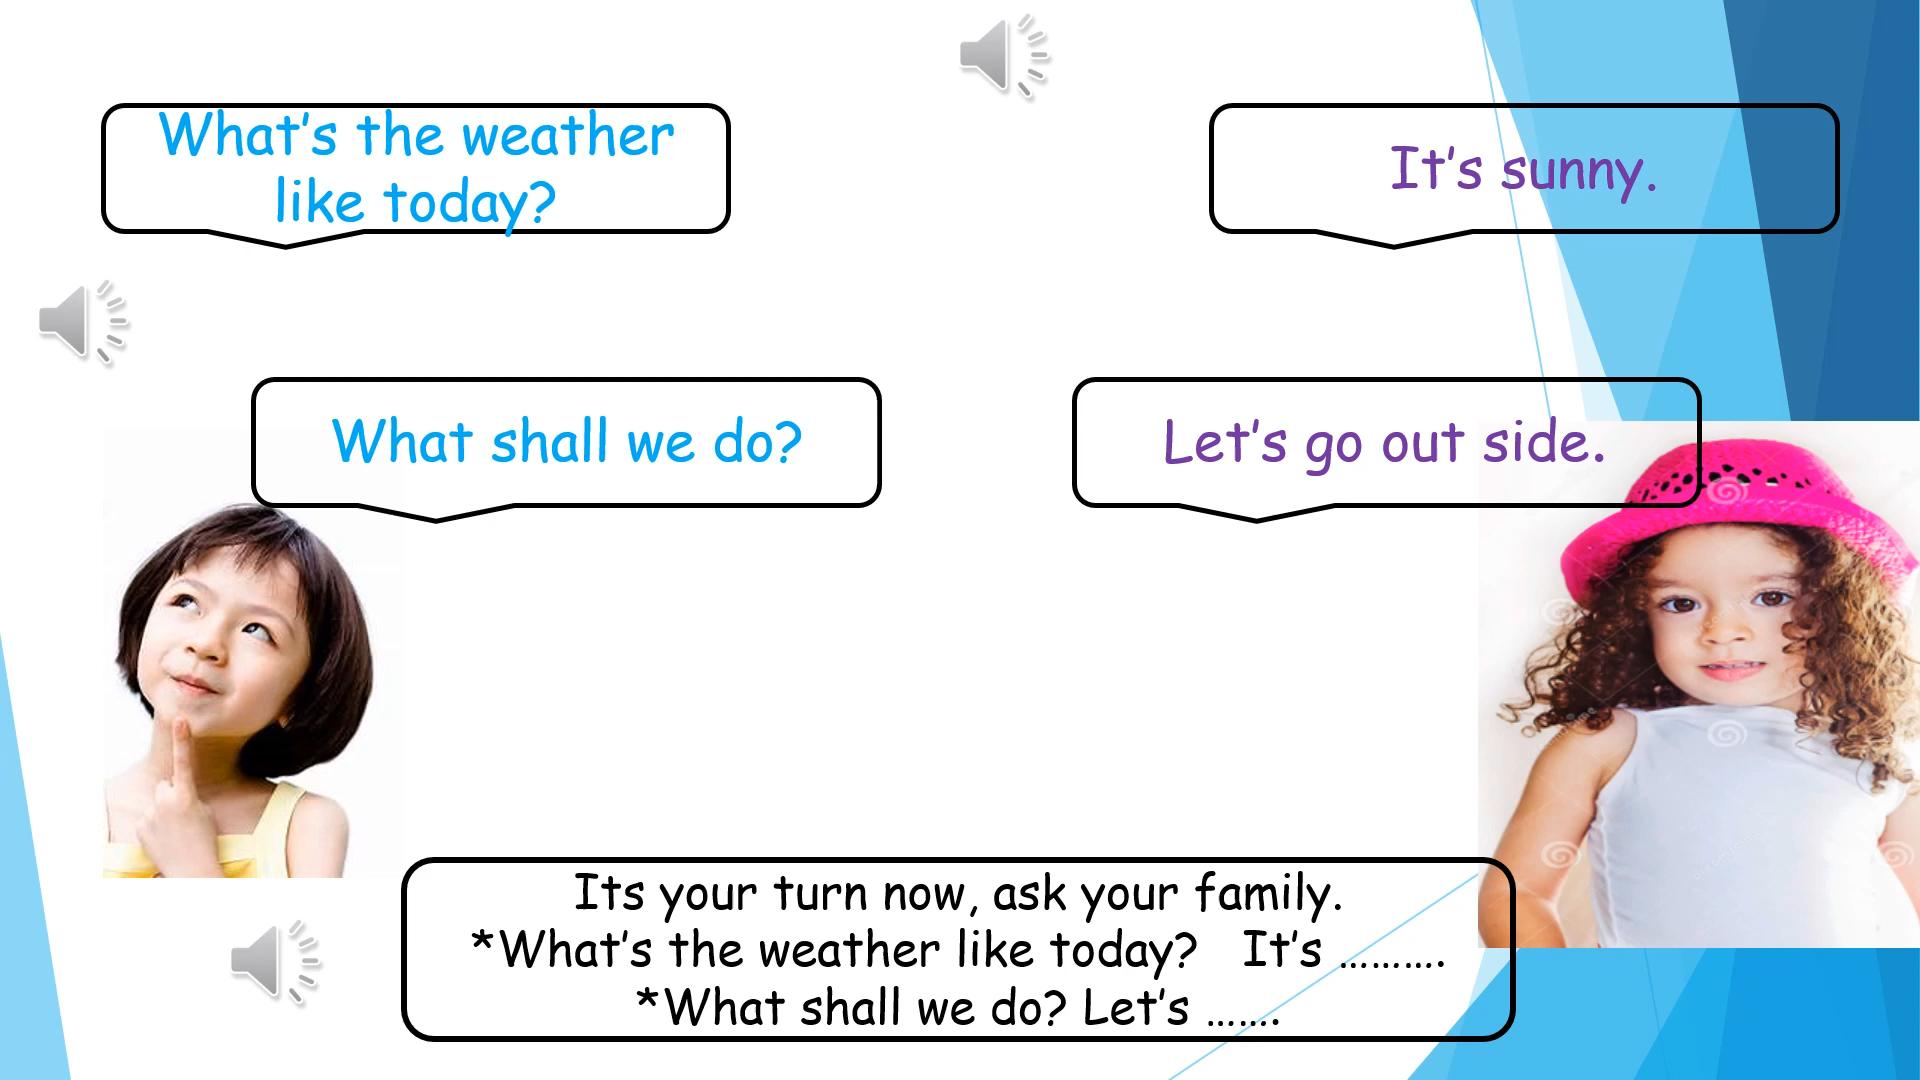 What's the weather
like today?
It's sunny.
What shall we do?
Let's go out side.
Its your turn now, ask your family.
*What's the weather like today?   It's ……….
*What shall we do? Let's …….